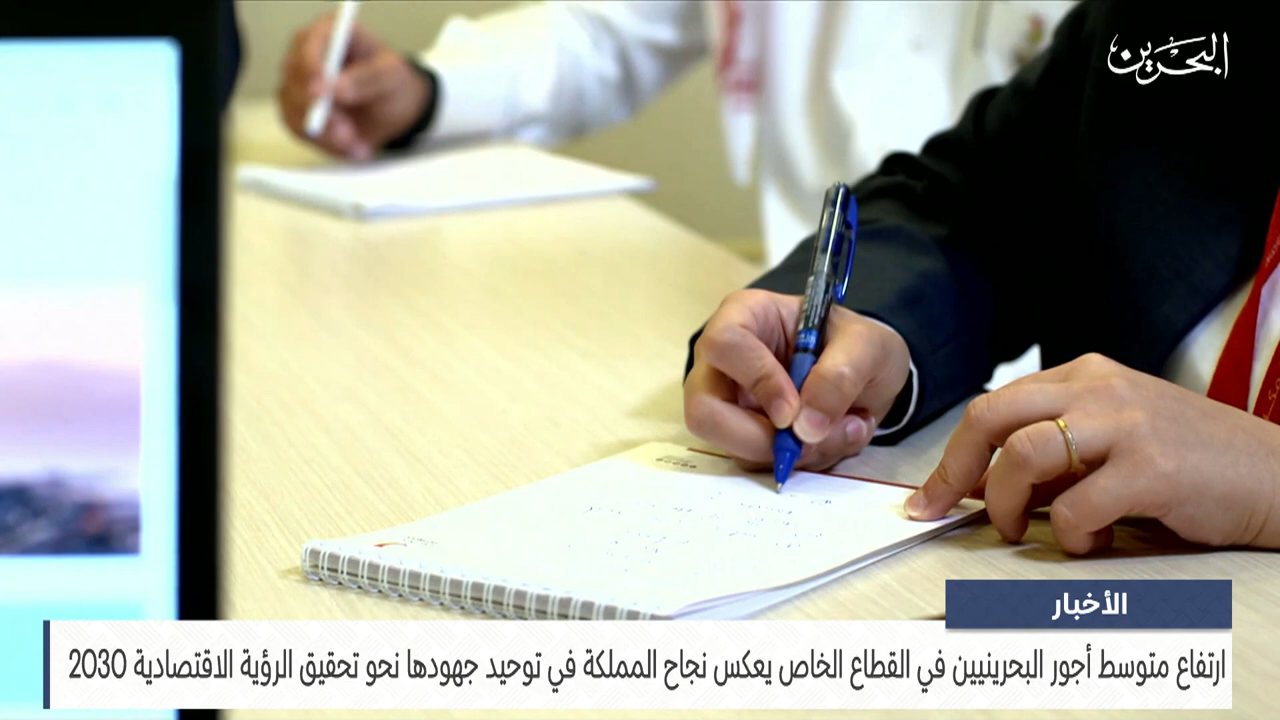 البحرين
الأخبار
ارتفاع متوسط أجور البحرينيين في القطاع الخاص يعكس نجاح المملكة في توحيد جهودها نحو تحقيق الرؤية الاقتصادية 2030